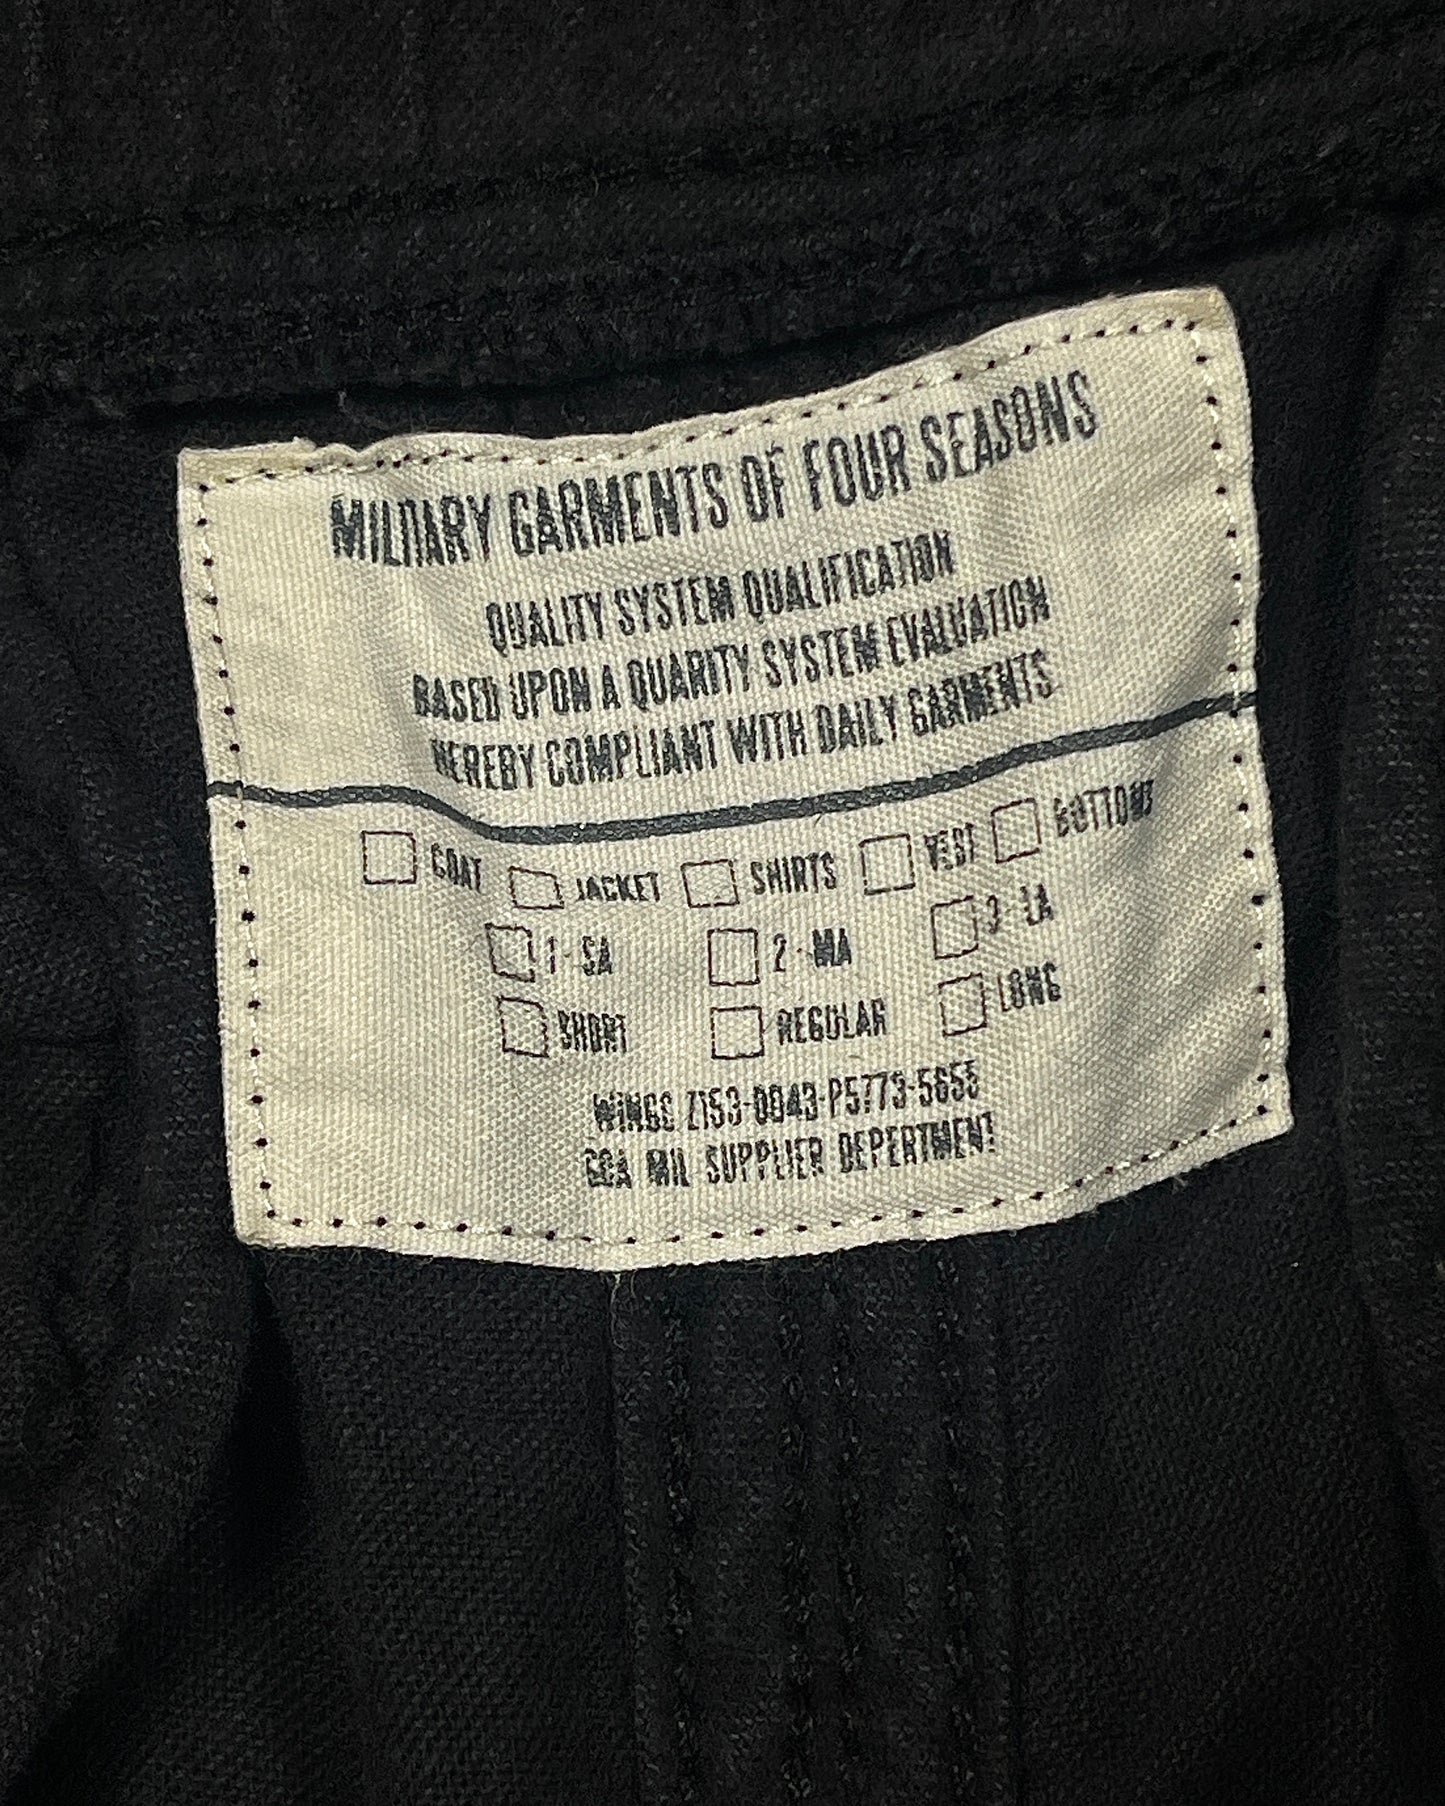 MILITARY GARMENTS OF FOUR SEASONS
QUALITY SYSTEM QUALIFICATION
BASED UPON A QUARITY SYSTEM EVALUATION
HEREBY COMPLIANT WITH DAILY GARMENTS
COAT JACKET SHIRTS VEST BOTTOMS
1-SA 2-MA 3-LA
SHORT REGULAR LONG
WINGS Z153-0043-P5773-5655
GOA MIL SUPPLIER DEPERTMENT